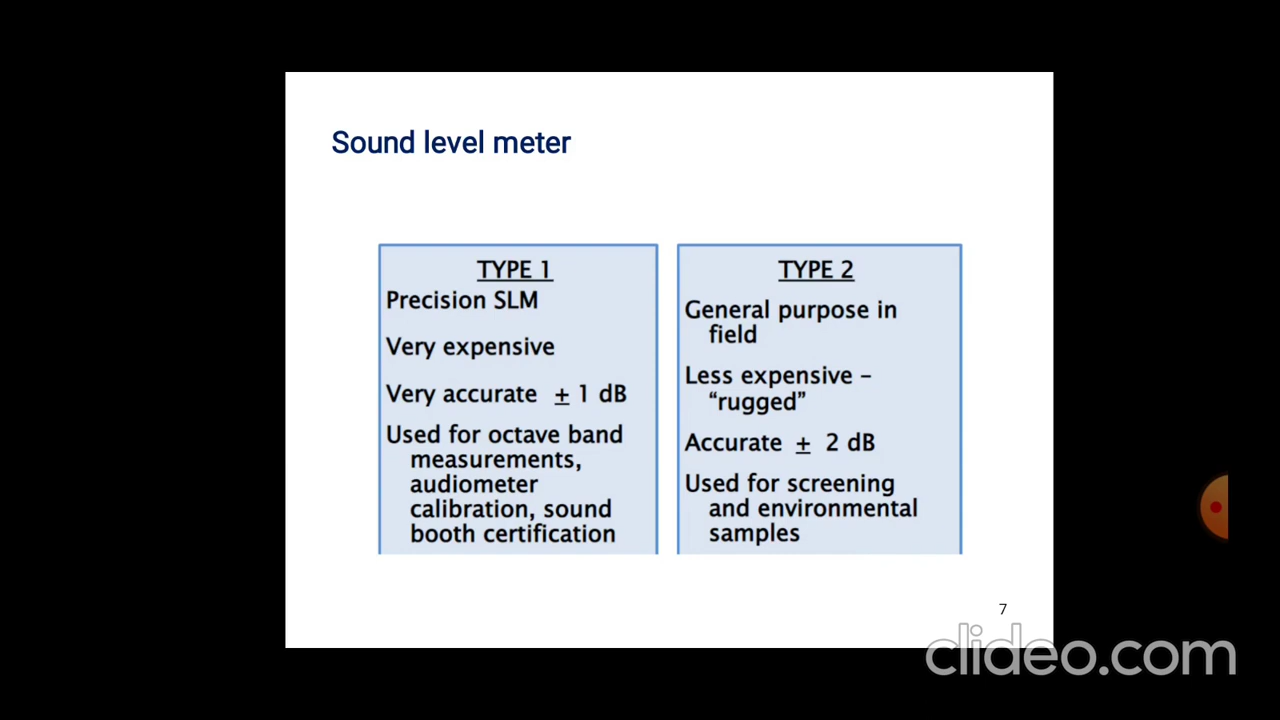 Sound level meter
TYPE 1
Precision SLM
Very expensive
Very accurate ± 1 dB
Used for octave band
measurements,
audiometer
calibration, sound
booth certification
TYPE 2
General purpose in
field
Less expensive –
“rugged”
Accurate ± 2 dB
Used for screening
and environmental
samples
7
clideo.com